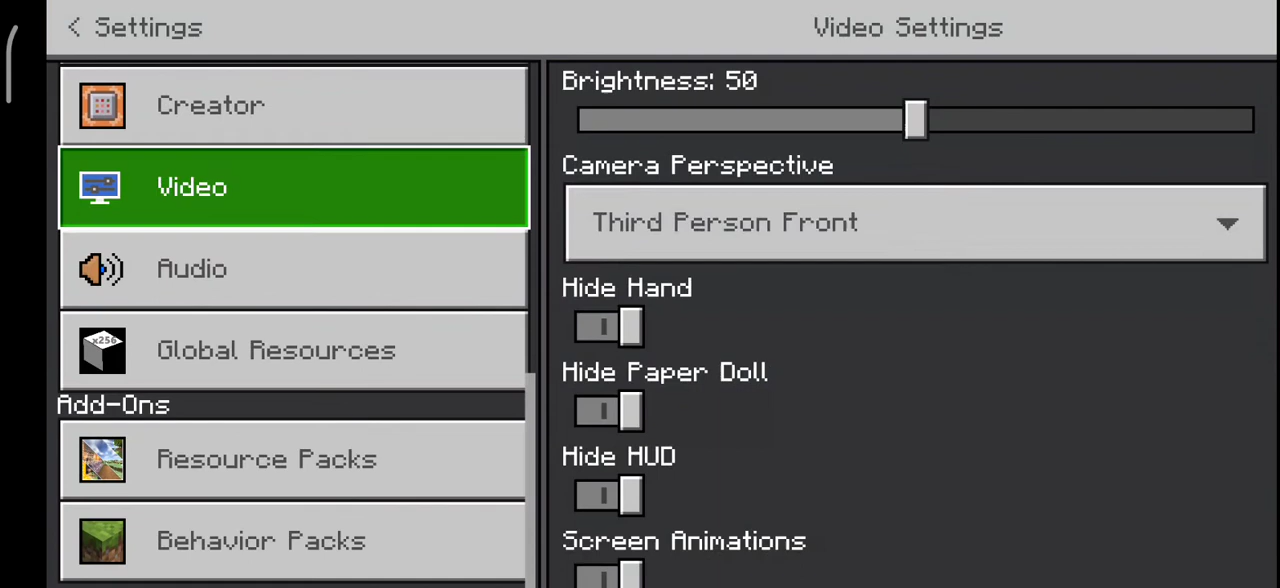 < Settings
Video Settings
Creator
Video
Audio
x256
Global Resources
Add-Ons
Resource Packs
Behavior Packs
Brightness: 50
Camera Perspective
Third Person Front
Hide Hand
Hide Paper Doll
Hide HUD
Screen Animations